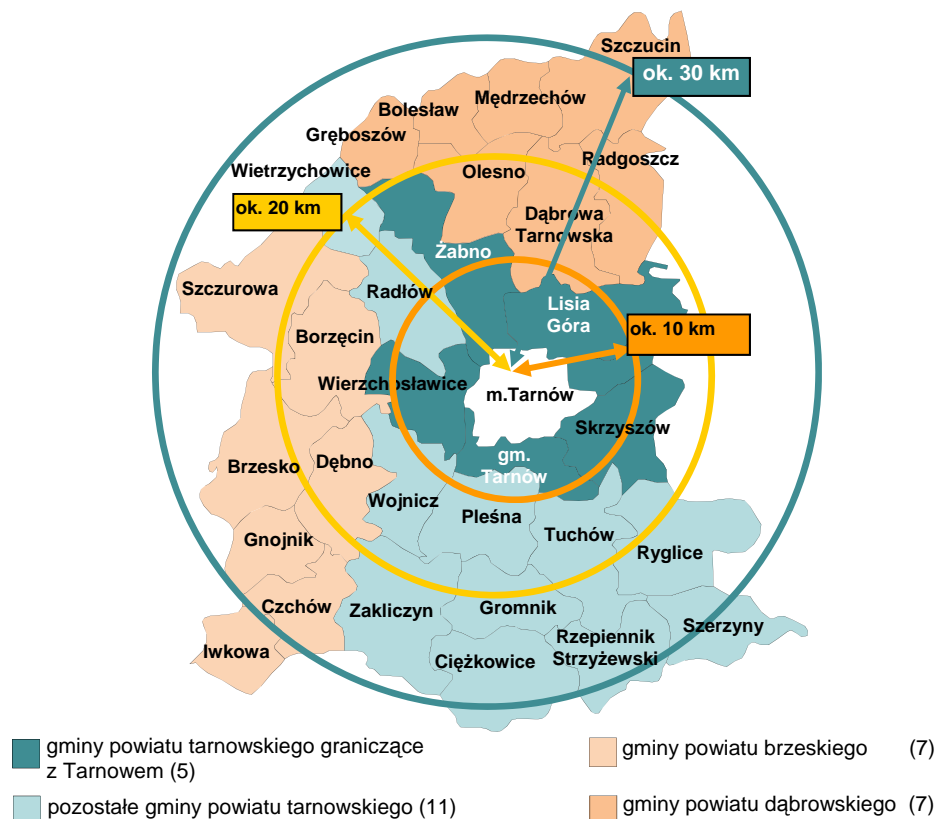 Szczucin
ok. 30 km
Mędrzechów
Bolesław
Gręboszów
Radgoszcz
Wietrzychowice
Olesno
ok. 20 km
Dąbrowa
Tarnowska
Żabno
Szczurowa
Radłów
Lisia
Góra
ok. 10 km
Borzęcin
Wierzchosławice
m.Tarnów
Skrzyszów
gm.
Tarnów
Brzesko
Dębno
Wojnicz
Pleśna
Tuchów
Gnojnik
Ryglice
Czchów
Zakliczyn
Gromnik
Szerzyny
Rzepiennik
Strzyżewski
Iwkowa
Ciężkowice
gminy powiatu tarnowskiego graniczące
z Tarnowem (5)
gminy powiatu brzeskiego (7)
pozostałe gminy powiatu tarnowskiego (11)
gminy powiatu dąbrowskiego (7)